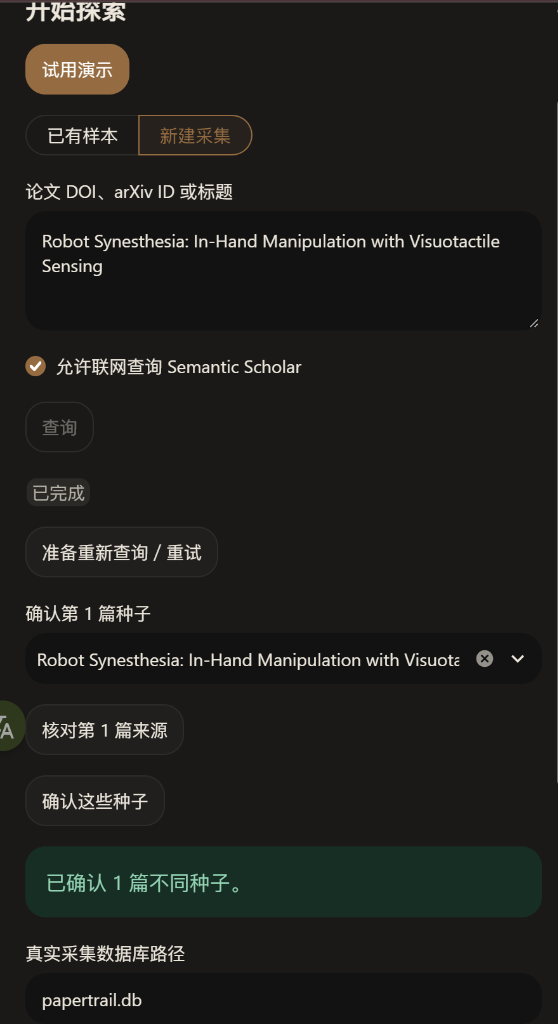 开始探索
试用演示
已有样本
新建采集
论文 DOI、arXiv ID 或标题
Robot Synesthesia: In-Hand Manipulation with Visuotactile
Sensing
允许联网查询 Semantic Scholar
查询
已完成
准备重新查询 / 重试
确认第 1 篇种子
Robot Synesthesia: In-Hand Manipulation with Visuota
核对第 1 篇来源
确认这些种子
已确认 1 篇不同种子。
真实采集数据库路径
papertrail.db